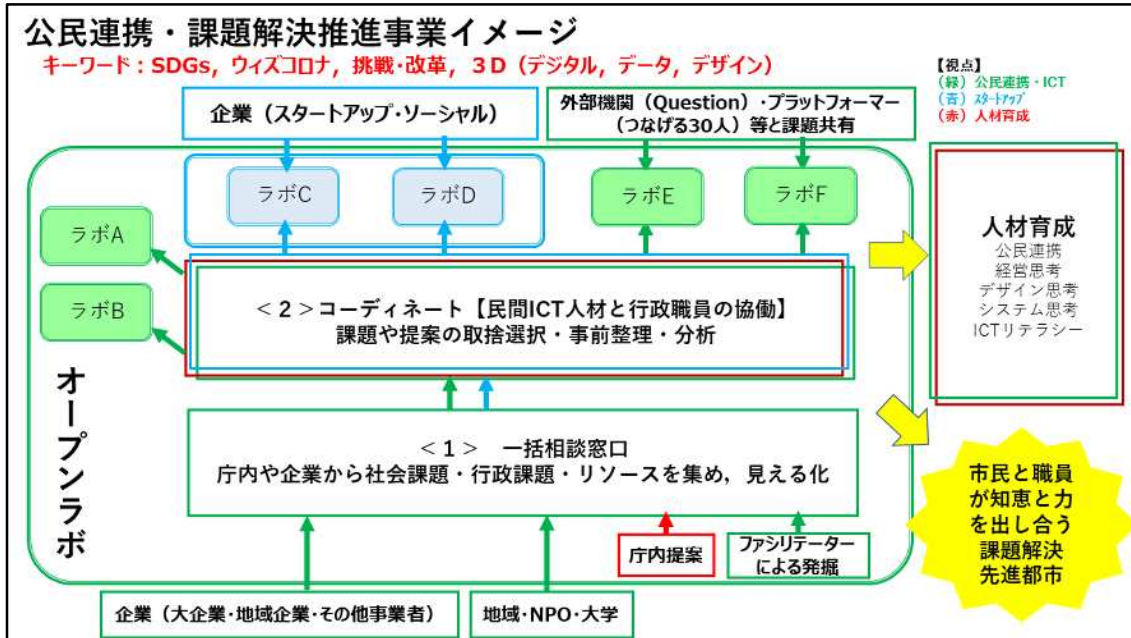 公民連携・課題解決推進事業イメージ
キーワード：SDGs，ウィズコロナ，挑戦・改革，３D（デジタル，データ，デザイン）
【視点】
（緑）公民連携・ICT
（青）スタートアップ
（赤）人材育成
企業（スタートアップ・ソーシャル）
外部機関（Question）・プラットフォーマー
（つなげる30人）等と課題共有
ラボC
ラボD
ラボE
ラボF
ラボA
ラボB
＜２＞コーディネート【民間ICT人材と行政職員の協働】
課題や提案の取捨選択・事前整理・分析
人材育成
公民連携
経営思考
デザイン思考
システム思考
ICTリテラシー
オープンラボ
＜１＞　一括相談窓口
庁内や企業から社会課題・行政課題・リソースを集め，見える化
市民と職員
が知恵と力
を出し合う
課題解決
先進都市
庁内提案
ファシリテーター
による発掘
企業（大企業・地域企業・その他事業者）
地域・NPO・大学